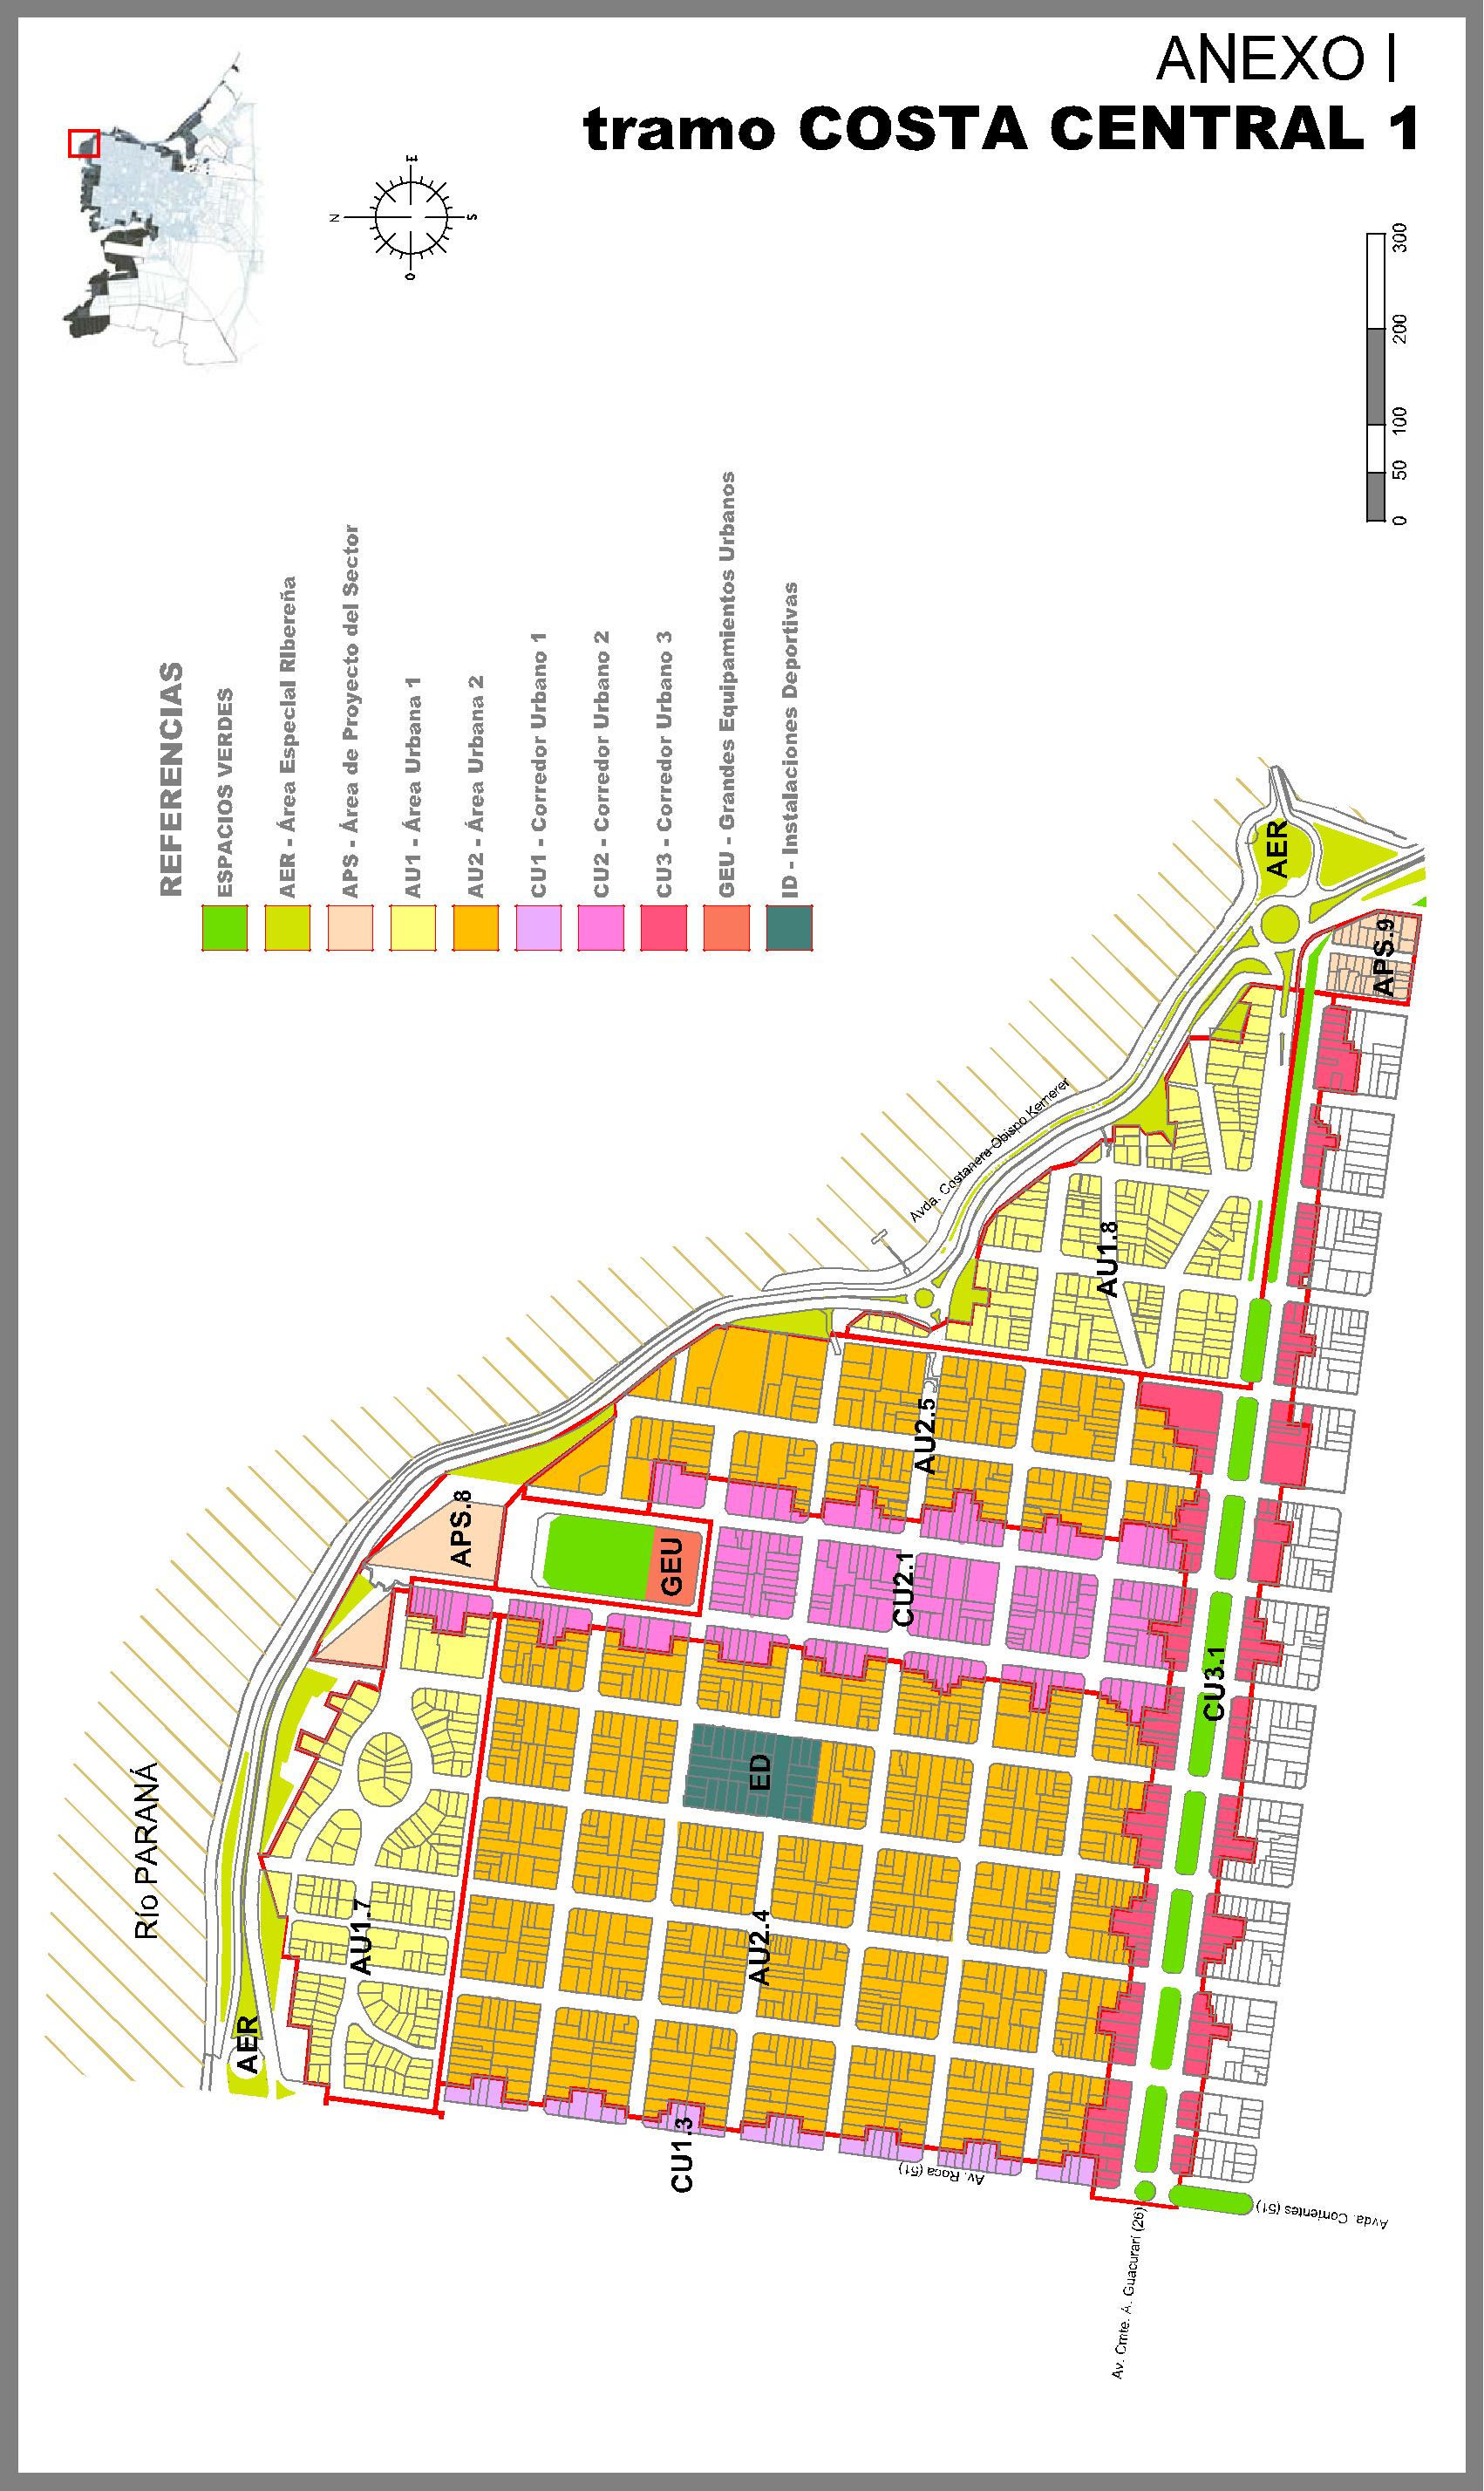 ANEXO I
tramo COSTA CENTRAL 1
N
E
S
O
REFERENCIAS
ESPACIOS VERDES
AER - Área Especial RIbereña
APS - Área de Proyecto del Sector
AU1 - Área Urbana 1
AU2 - Área Urbana 2
CU1 - Corredor Urbano 1
CU2 - Corredor Urbano 2
CU3 - Corredor Urbano 3
GEU - Grandes Equipamientos Urbanos
ID - Instalaciones Deportivas
0 50 100 200 300
Río PARANÁ
Avda. Costanera Obispo Kemerer
AER
APS.9
AU1.8
AU2.5
APS.8
GEU
CU2.1
CU3.1
ED
AU1.7
AU2.4
AER
CU1.3
Av. Roca (51)
Avda. Corrientes (51)
Av. Cmte. A. Guacurarí (26)